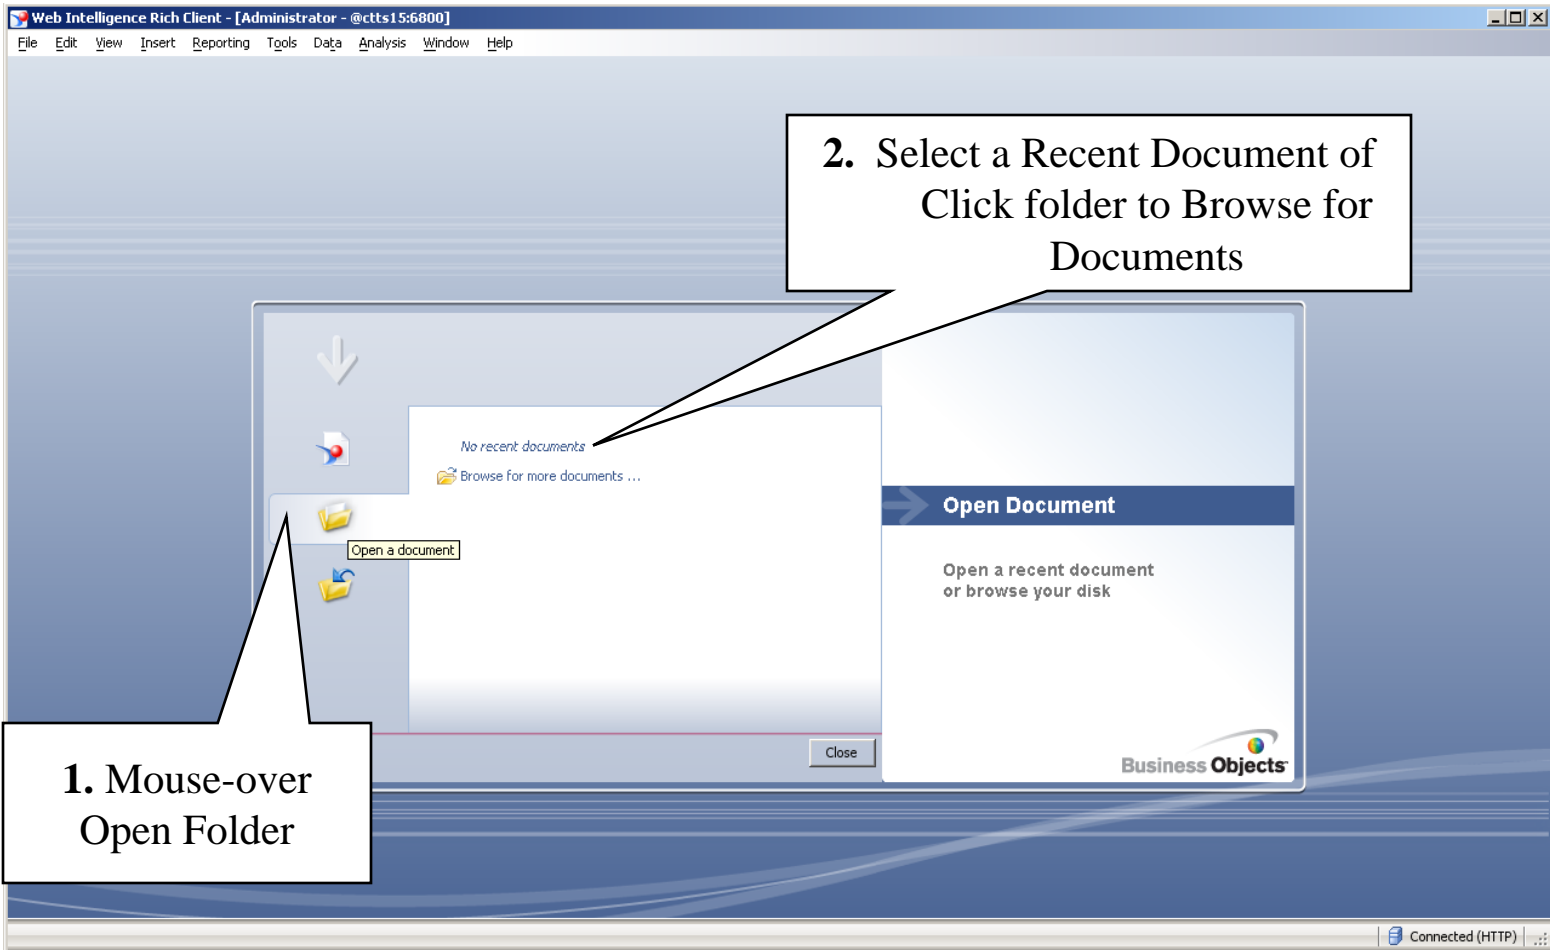 Web Intelligence Rich Client - [Administrator - @ctts15:6800]
File Edit View Insert Reporting Tools Data Analysis Window Help
2. Select a Recent Document of
Click folder to Browse for
Documents
No recent documents
Browse for more documents ...
Open Document
Open a document
Open a recent document
or browse your disk
Close
Business Objects
1. Mouse-over
Open Folder
Connected (HTTP)